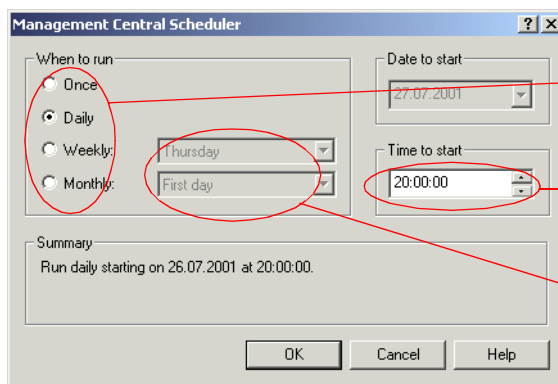 Management Central Scheduler
When to run
Once
Daily
Weekly: Thursday
Monthly: First day
Date to start
27.07.2001
Time to start
20:00:00
Summary
Run daily starting on 26.07.2001 at 20:00:00.
OK Cancel Help